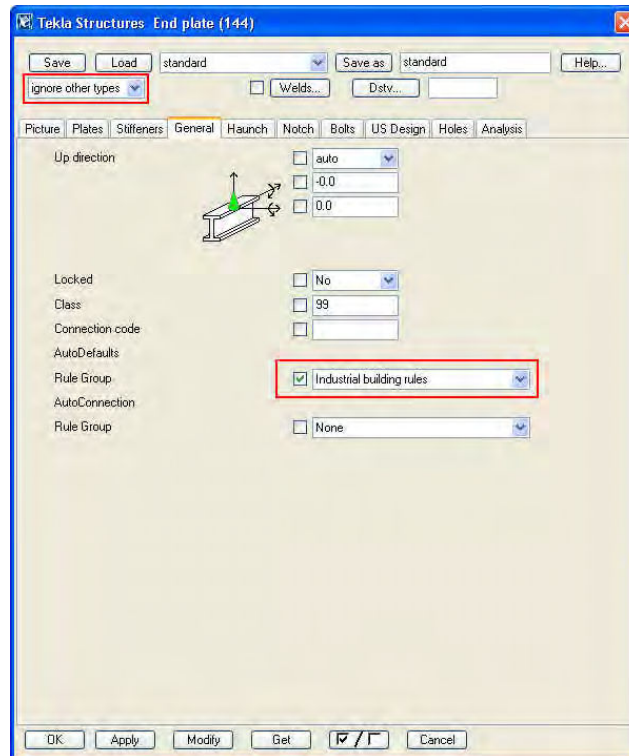 Tekla Structures End plate (144)
Save Load standard Save as standard Help...
ignore other types Welds... Dstv...
Picture Plates Stiffeners General Haunch Notch Bolts US Design Holes Analysis
Up direction auto
-0.0
0.0
Locked No
Class 99
Connection code
AutoDefaults
Rule Group Industrial building rules
AutoConnection
Rule Group None
OK Apply Modify Get / Cancel